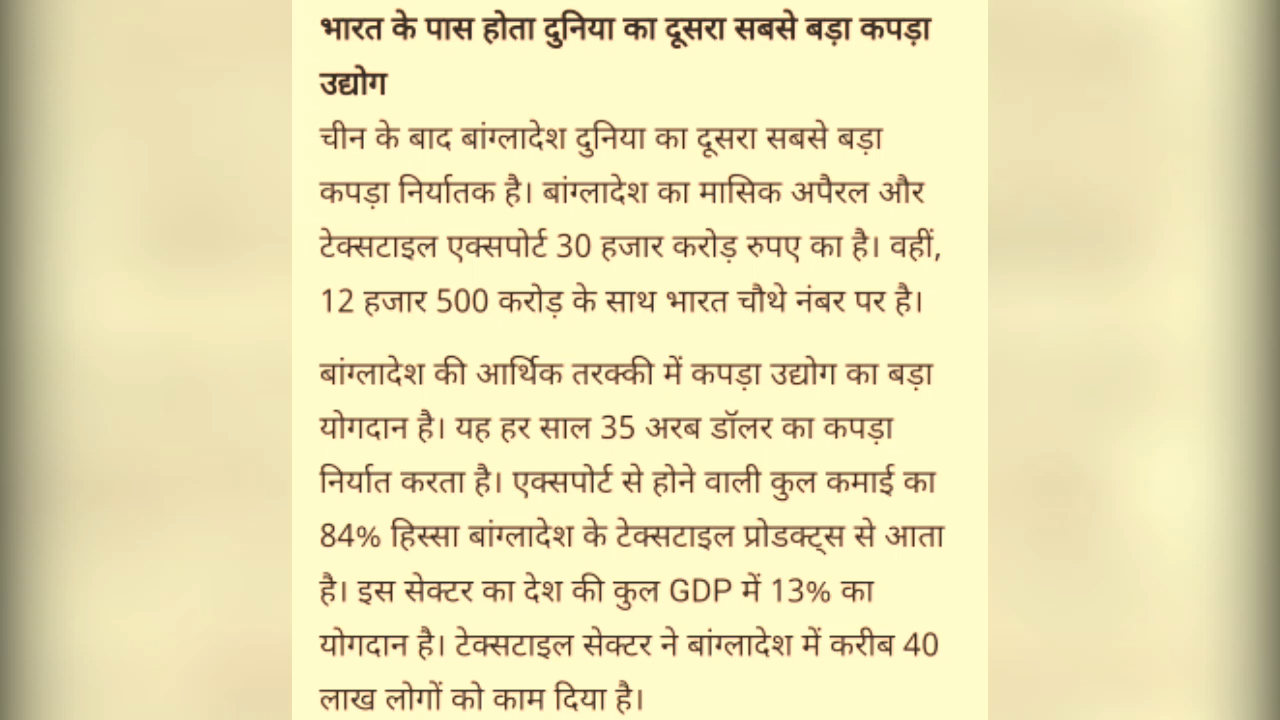 भारत के पास होता दुनिया का दूसरा सबसे बड़ा कपड़ा
उद्योग
चीन के बाद बांग्लादेश दुनिया का दूसरा सबसे बड़ा
कपड़ा निर्यातक है। बांग्लादेश का मासिक अपैरल और
टेक्सटाइल एक्सपोर्ट 30 हजार करोड़ रुपए का है। वहीं,
12 हजार 500 करोड़ के साथ भारत चौथे नंबर पर है।
बांग्लादेश की आर्थिक तरक्की में कपड़ा उद्योग का बड़ा
योगदान है। यह हर साल 35 अरब डॉलर का कपड़ा
निर्यात करता है। एक्सपोर्ट से होने वाली कुल कमाई का
84% हिस्सा बांग्लादेश के टेक्सटाइल प्रोडक्ट्स से आता
है। इस सेक्टर का देश की कुल GDP में 13% का
योगदान है। टेक्सटाइल सेक्टर ने बांग्लादेश में करीब 40
लाख लोगों को काम दिया है।